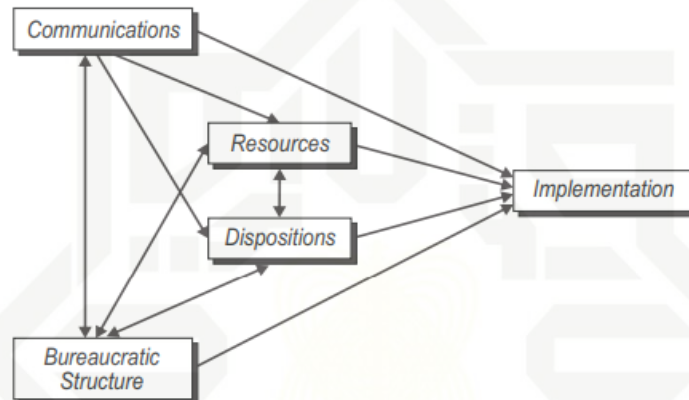 Communications
Resources
Implementation
Dispositions
Bureaucratic
Structure